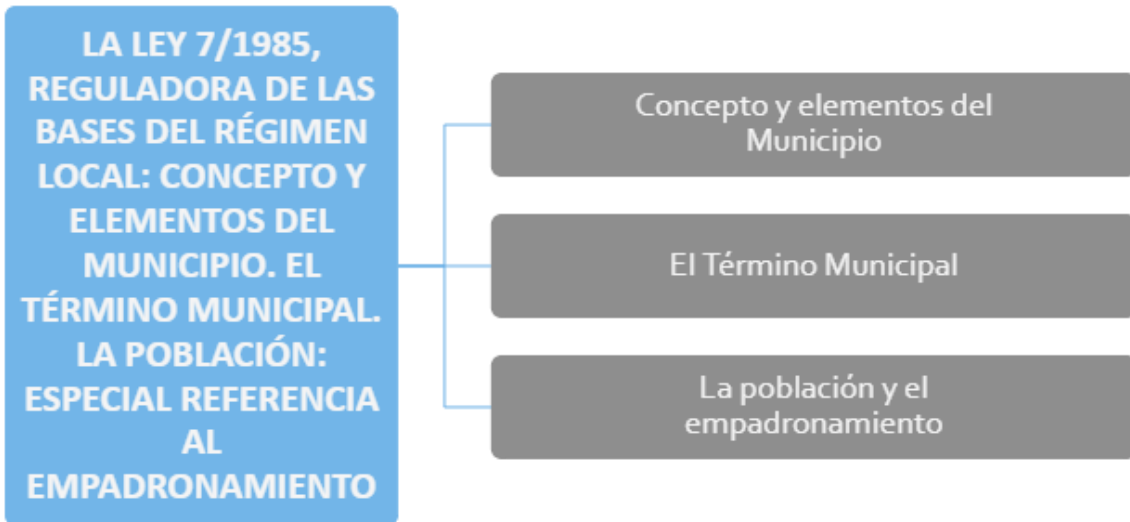 LA LEY 7/1985,
REGULADORA DE LAS
BASES DEL RÉGIMEN
LOCAL: CONCEPTO Y
ELEMENTOS DEL
MUNICIPIO. EL
TÉRMINO MUNICIPAL.
LA POBLACIÓN:
ESPECIAL REFERENCIA
AL
EMPADRONAMIENTO
Concepto y elementos del
Municipio
El Término Municipal
La población y el
empadronamiento